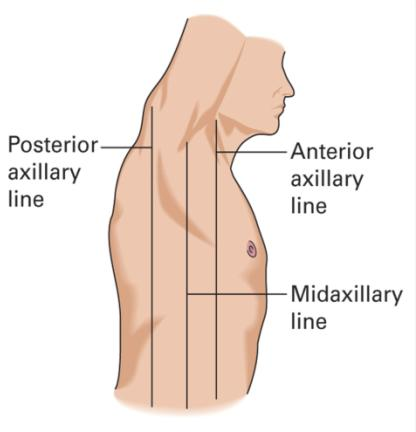 Posterior
axillary
line
Anterior
axillary
line
Midaxillary
line